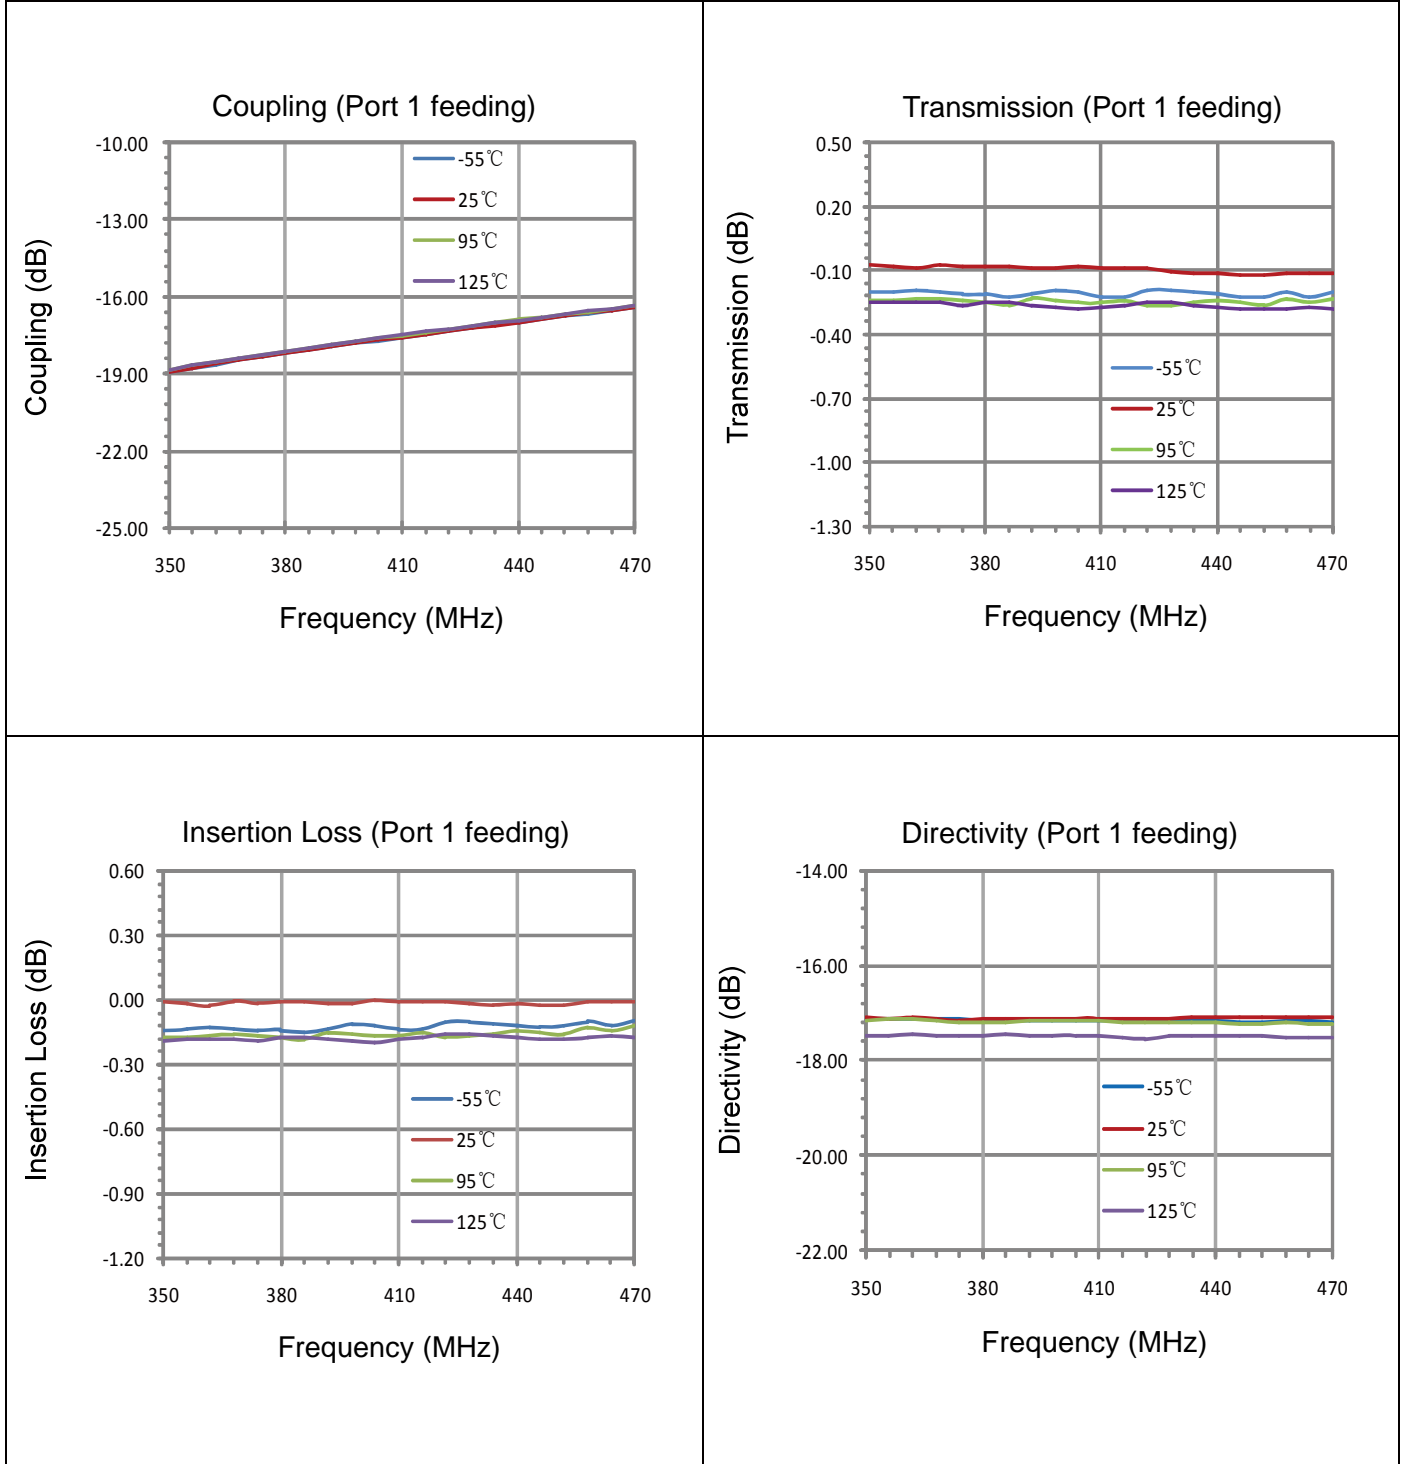 Coupling (Port 1 feeding)
-10.00
-13.00
-16.00
-19.00
-22.00
-25.00
Coupling (dB)
-55℃
25℃
95℃
125℃
350 380 410 440 470
Frequency (MHz)
Transmission (Port 1 feeding)
0.50
0.20
-0.10
-0.40
-0.70
-1.00
-1.30
Transmission (dB)
-55℃
25℃
95℃
125℃
350 380 410 440 470
Frequency (MHz)
Insertion Loss (Port 1 feeding)
0.60
0.30
0.00
-0.30
-0.60
-0.90
-1.20
Insertion Loss (dB)
-55℃
25℃
95℃
125℃
350 380 410 440 470
Frequency (MHz)
Directivity (Port 1 feeding)
-14.00
-16.00
-18.00
-20.00
-22.00
Directivity (dB)
-55℃
25℃
95℃
125℃
350 380 410 440 470
Frequency (MHz)